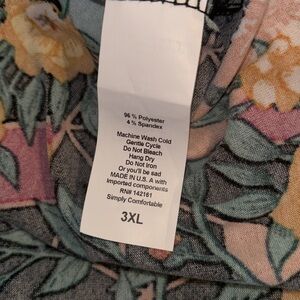 96 % Polyester
4 % Spandex
Machine Wash Cold
Gentle Cycle
Do Not Bleach
Hang Dry
Do Not Iron
Or you'll be sad
MADE IN U.S. A with
imported components
RN# 142161
Simply Comfortable
3XL